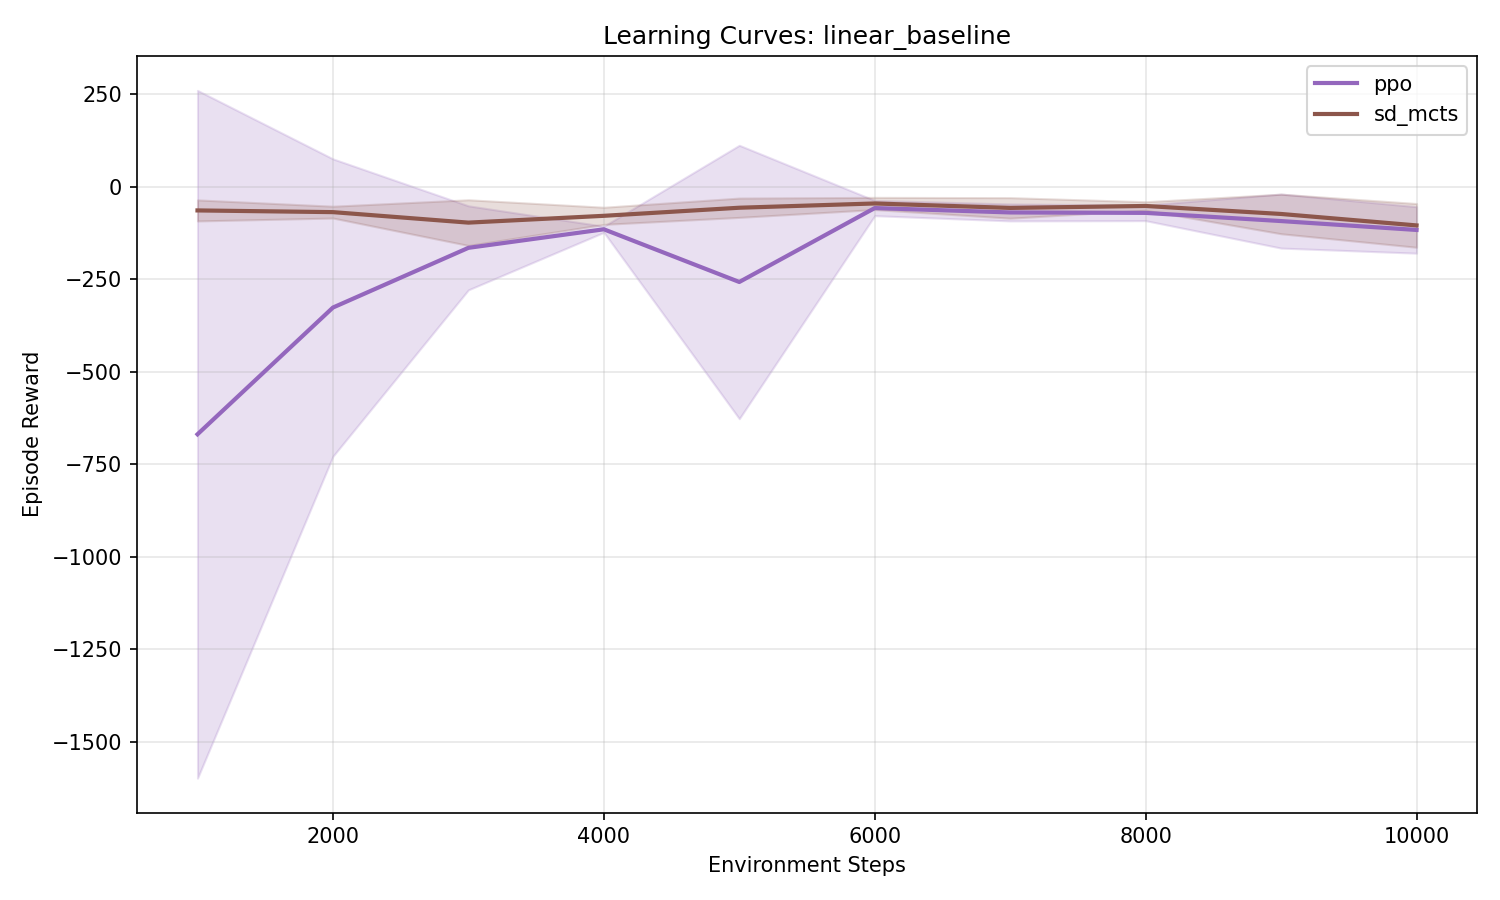 Learning Curves: linear_baseline
ppo
sd_mcts
250
0
−250
−500
−750
−1000
−1250
−1500
Episode Reward
2000
4000
6000
8000
10000
Environment Steps